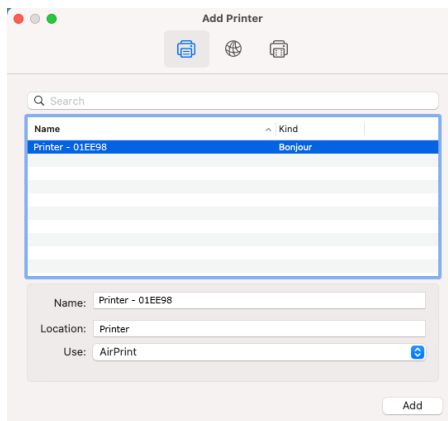 Add Printer
Search
Name Kind
Printer - 01EE98 Bonjour
Name: Printer - 01EE98
Location: Printer
Use: AirPrint
Add